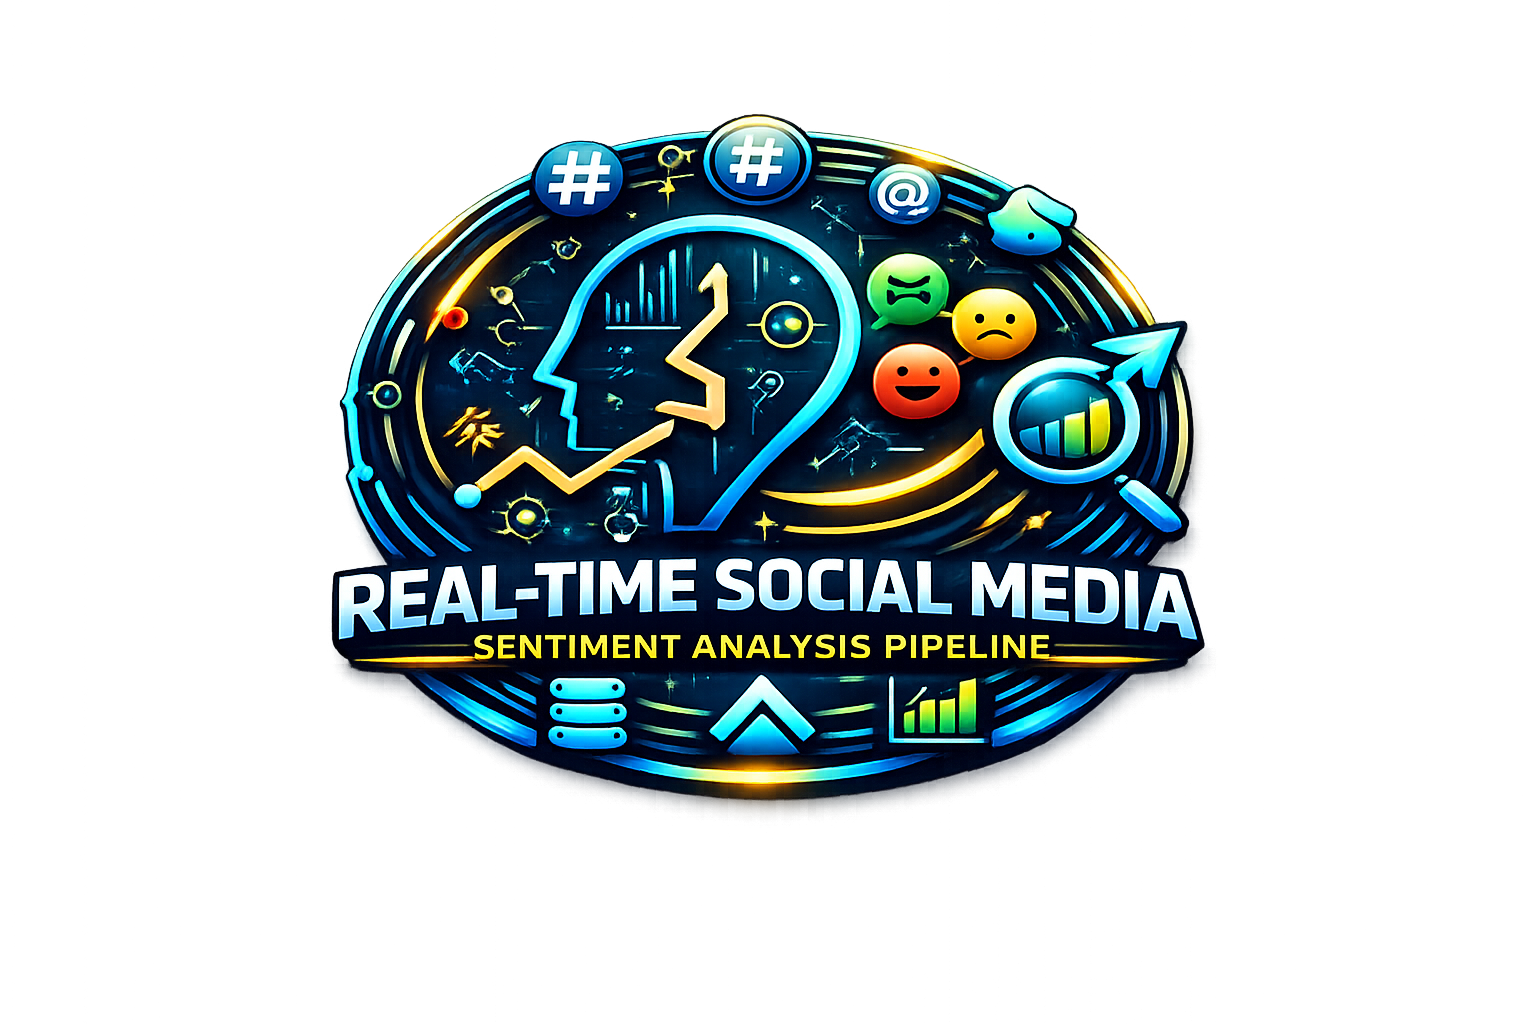 # # @
REAL-TIME SOCIAL MEDIA
SENTIMENT ANALYSIS PIPELINE